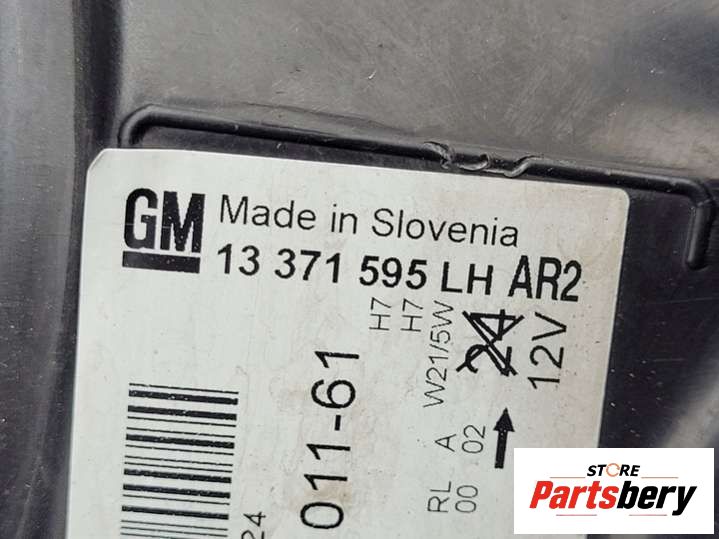 GM Made in Slovenia
13 371 595 LH AR2
H7
H7
W21/5W
24
12V
011-61
24
RL A
00 02
STORE
Partsbery